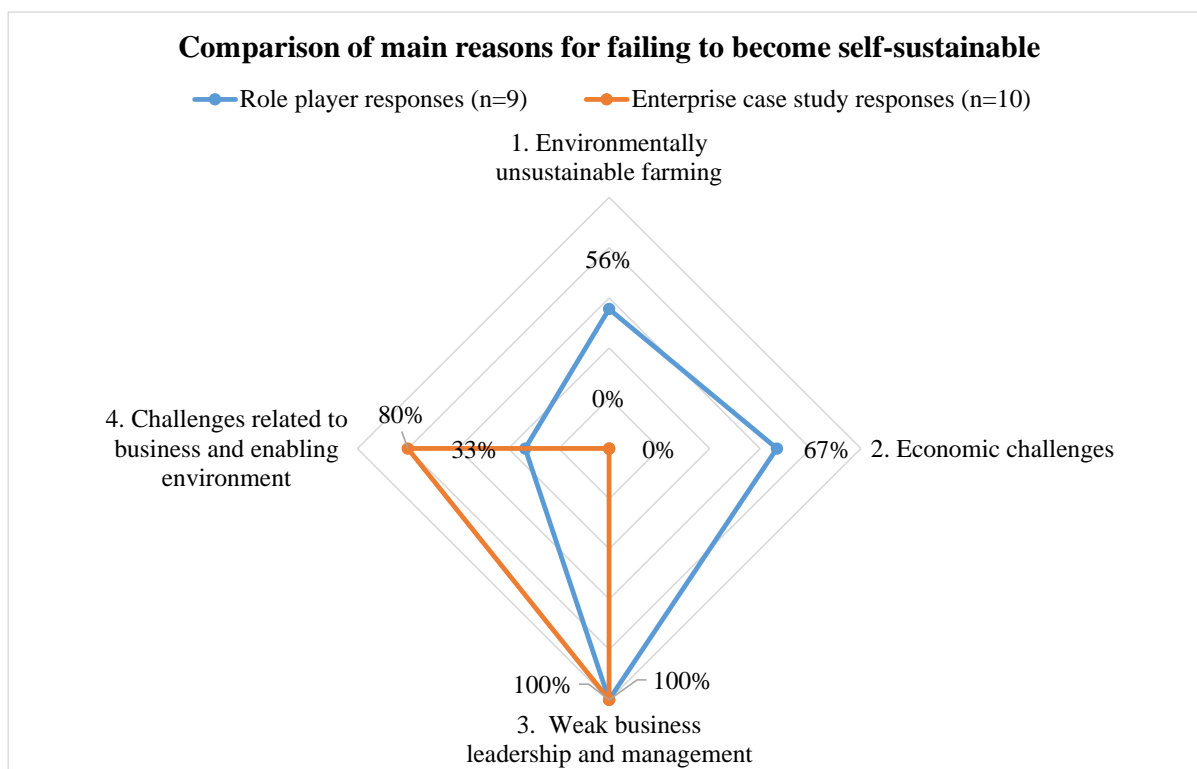 Comparison of main reasons for failing to become self-sustainable
Role player responses (n=9)
Enterprise case study responses (n=10)
1. Environmentally
unsustainable farming
56%
0%
80%
4. Challenges related to
business and enabling
environment
33%
0%
67%
2. Economic challenges
100%
100%
3. Weak business
leadership and management